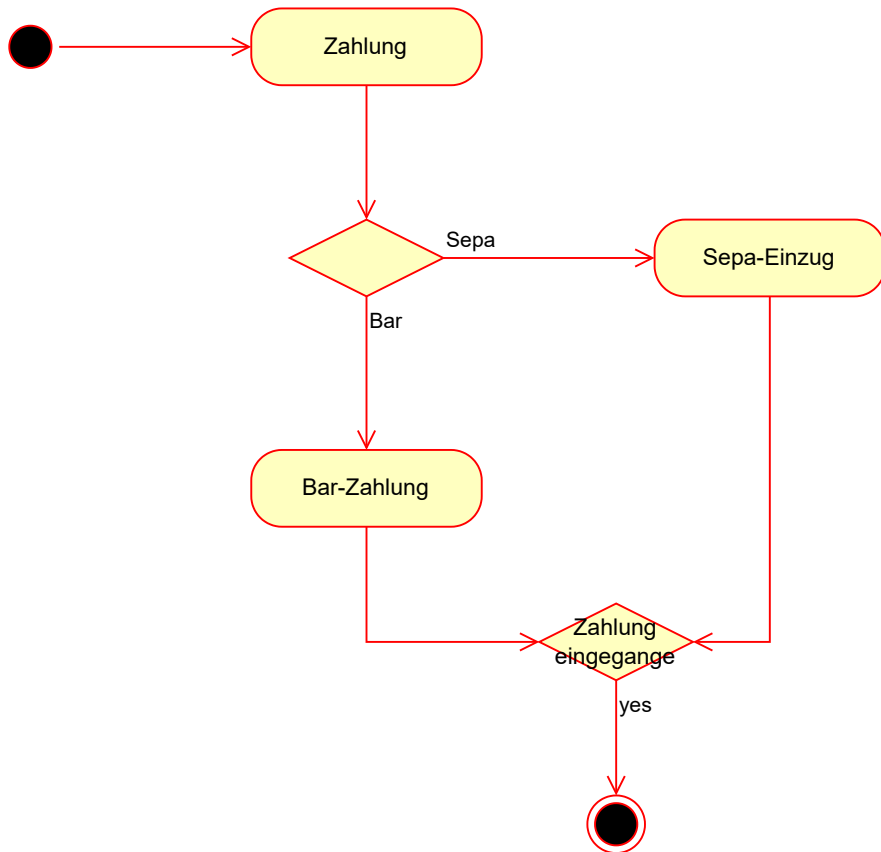 Zahlung
Sepa
Sepa-Einzug
Bar
Bar-Zahlung
Zahlung
eingegange
yes